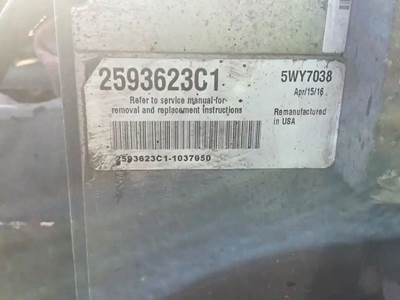 2593623C1
5WY7038
Apr/15/16
Refer to service manual-for-
removal and replacement instructions
Remanufactured
in USA
2593623C1-1037050